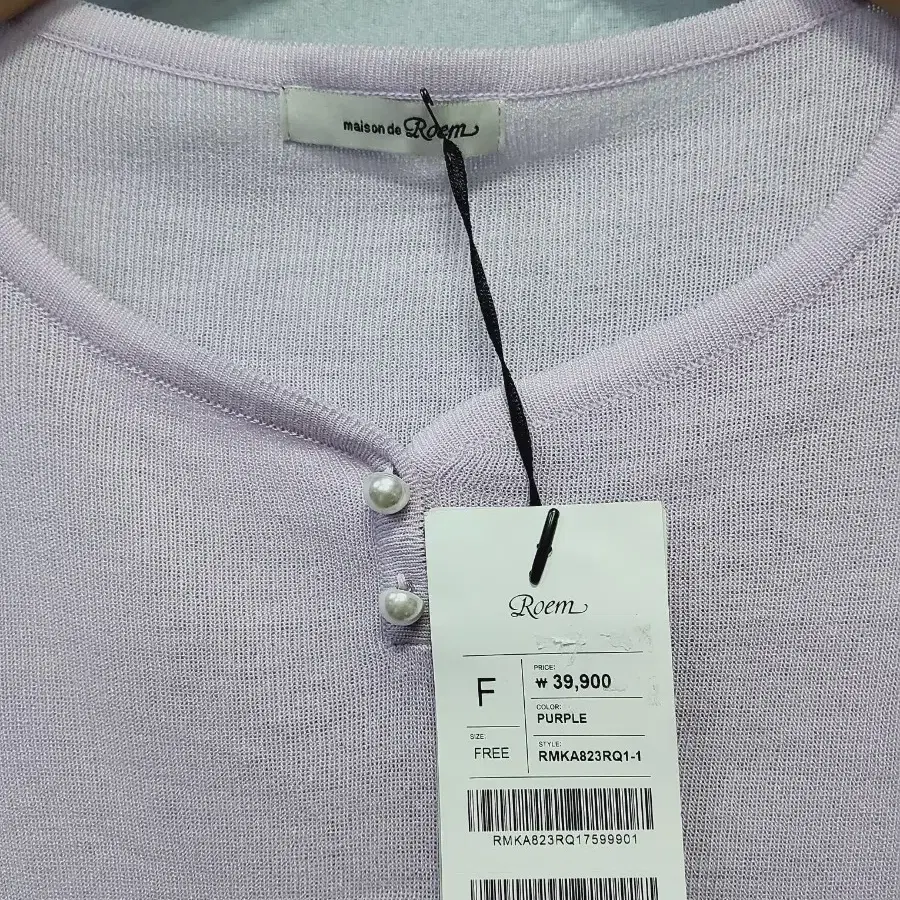 maison de Roem
Roem
F
SIZE:
FREE
PRICE:
₩ 39,900
COLOR:
PURPLE
STYLE:
RMKA823RQ1-1
RMKA823RQ17599901